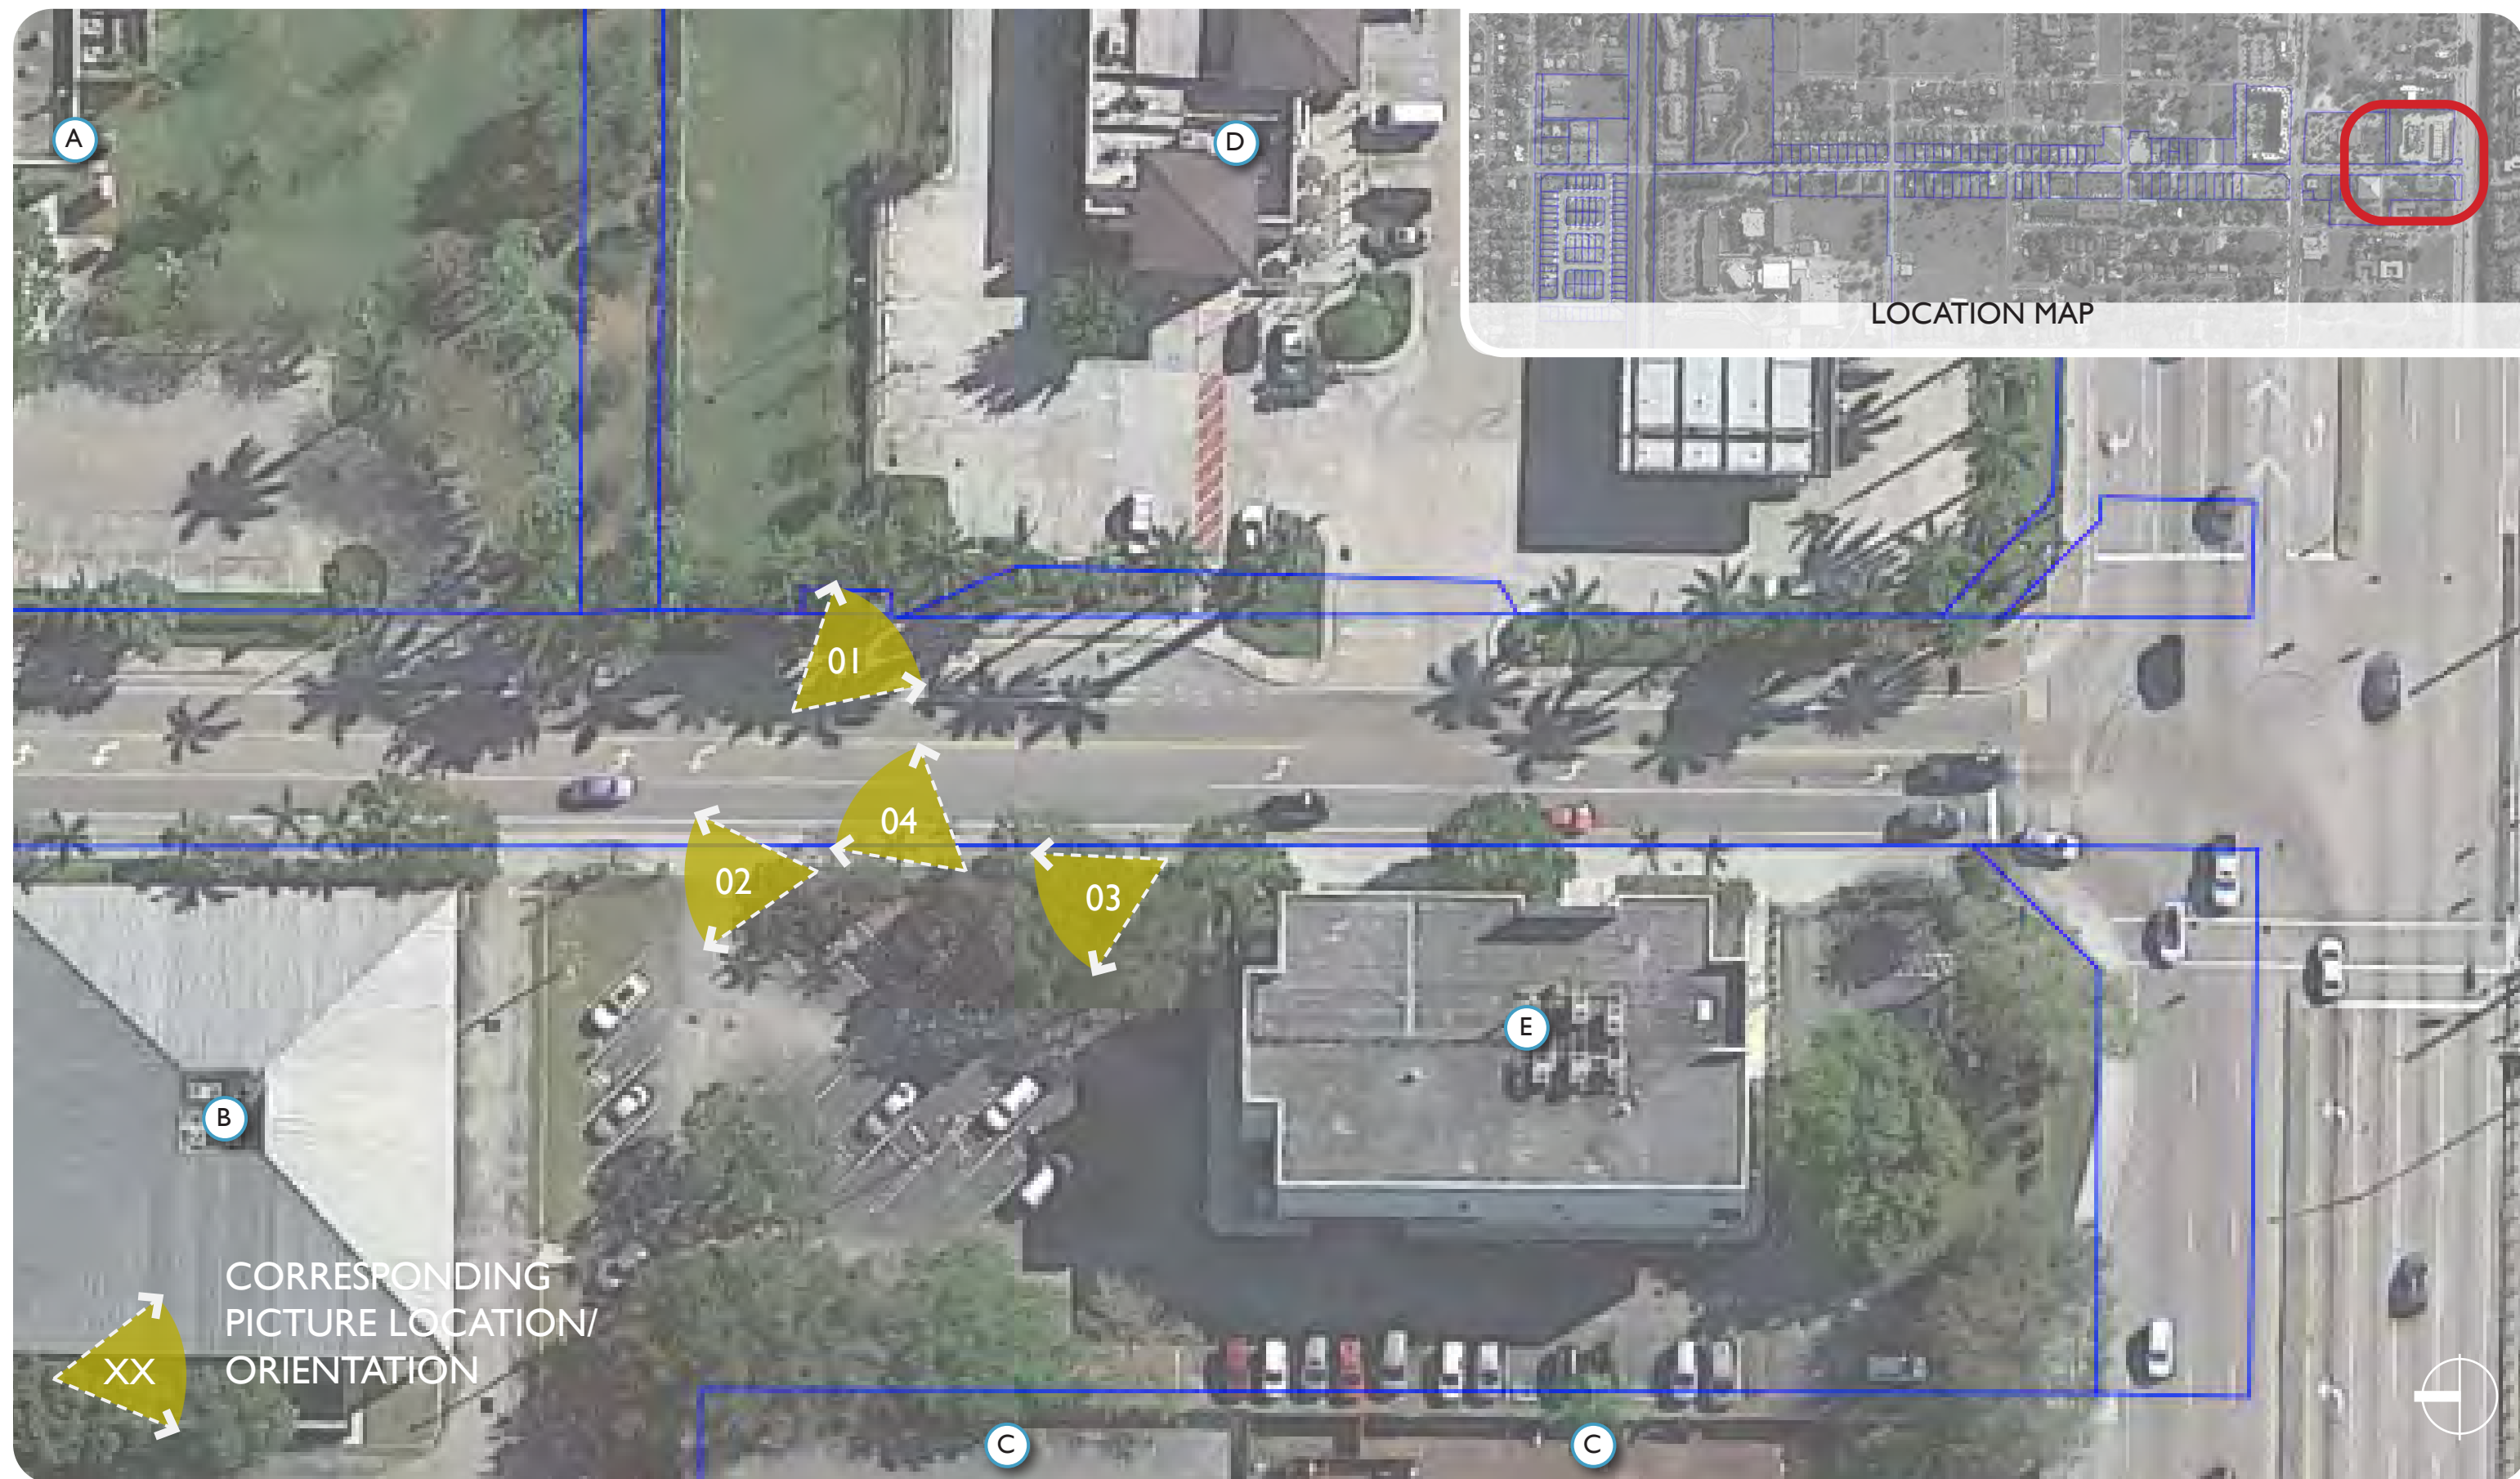 A
D
LOCATION MAP
01
04
02
03
E
B
CORRESPONDING
PICTURE LOCATION/
ORIENTATION
XX
C
C